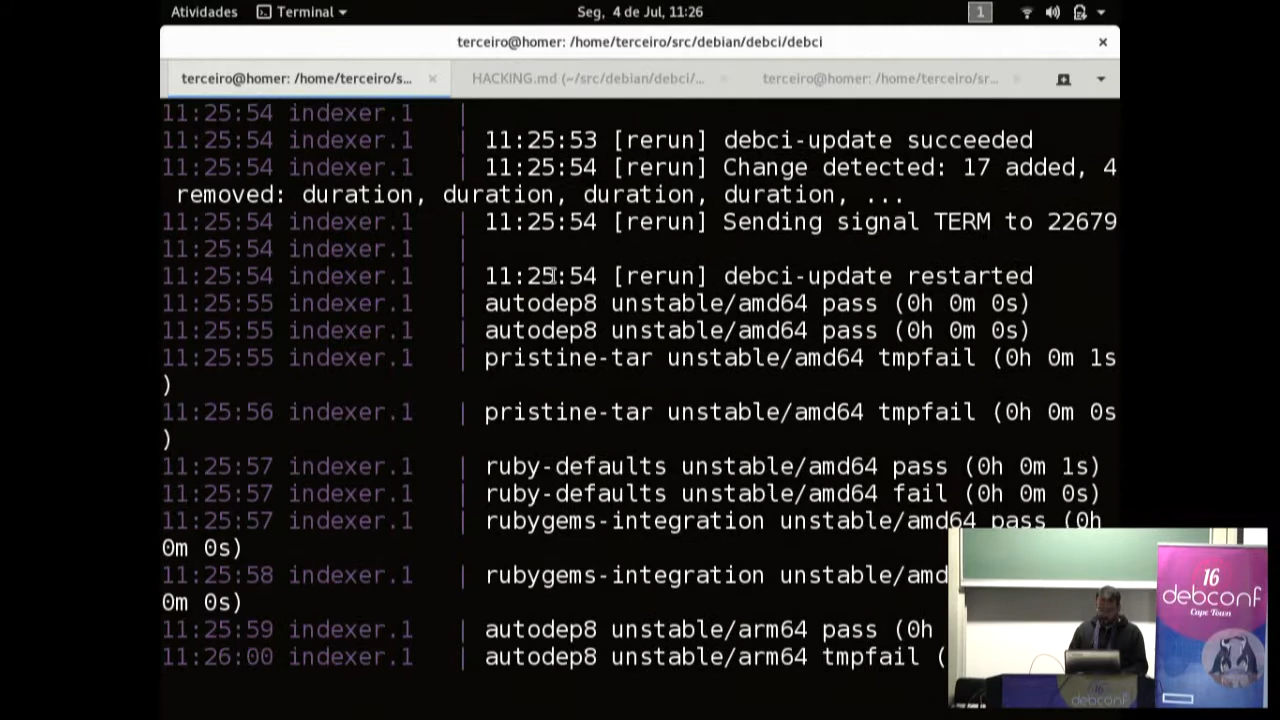 Atividades Terminal Seg, 4 de Jul, 11:26 1
terceiro@homer: /home/terceiro/src/debian/debci/debci ×
terceiro@homer: /home/terceiro/s... × HACKING.md (~/src/debian/debci/... terceiro@homer: /home/terceiro/sr...
11:25:54 indexer.1 |
11:25:54 indexer.1 | 11:25:53 [rerun] debci-update succeeded
11:25:54 indexer.1 | 11:25:54 [rerun] Change detected: 17 added, 4
removed: duration, duration, duration, duration, ...
11:25:54 indexer.1 | 11:25:54 [rerun] Sending signal TERM to 22679
11:25:54 indexer.1 |
11:25:54 indexer.1 | 11:25:54 [rerun] debci-update restarted
11:25:55 indexer.1 | autodep8 unstable/amd64 pass (0h 0m 0s)
11:25:55 indexer.1 | autodep8 unstable/amd64 pass (0h 0m 0s)
11:25:55 indexer.1 | pristine-tar unstable/amd64 tmpfail (0h 0m 1s
)
11:25:56 indexer.1 | pristine-tar unstable/amd64 tmpfail (0h 0m 0s
)
11:25:57 indexer.1 | ruby-defaults unstable/amd64 pass (0h 0m 1s)
11:25:57 indexer.1 | ruby-defaults unstable/amd64 fail (0h 0m 0s)
11:25:57 indexer.1 | rubygems-integration unstable/amd64 pass (0h
0m 0s)
11:25:58 indexer.1 | rubygems-integration unstable/amd
0m 0s)
11:25:59 indexer.1 | autodep8 unstable/arm64 pass (0h
11:26:00 indexer.1 | autodep8 unstable/arm64 tmpfail (
16
debconf
Cape Town
16
debconf